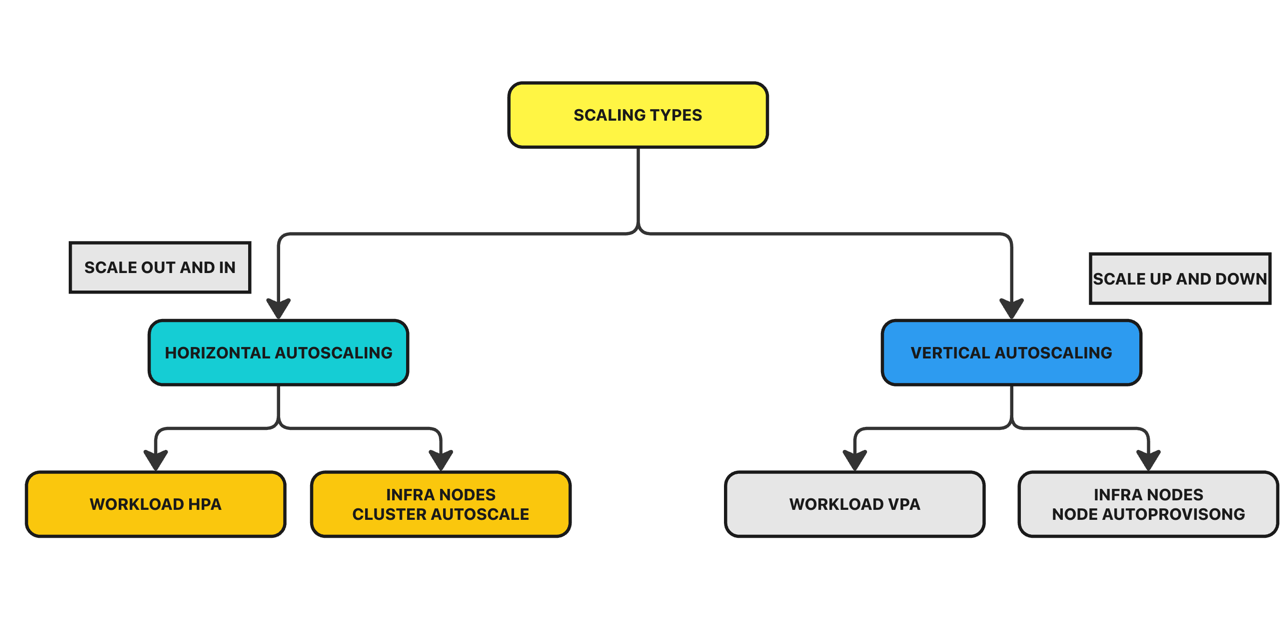 SCALING TYPES
SCALE OUT AND IN
SCALE UP AND DOWN
HORIZONTAL AUTOSCALING
VERTICAL AUTOSCALING
WORKLOAD HPA
INFRA NODES
CLUSTER AUTOSCALE
WORKLOAD VPA
INFRA NODES
NODE AUTOPROVISONG